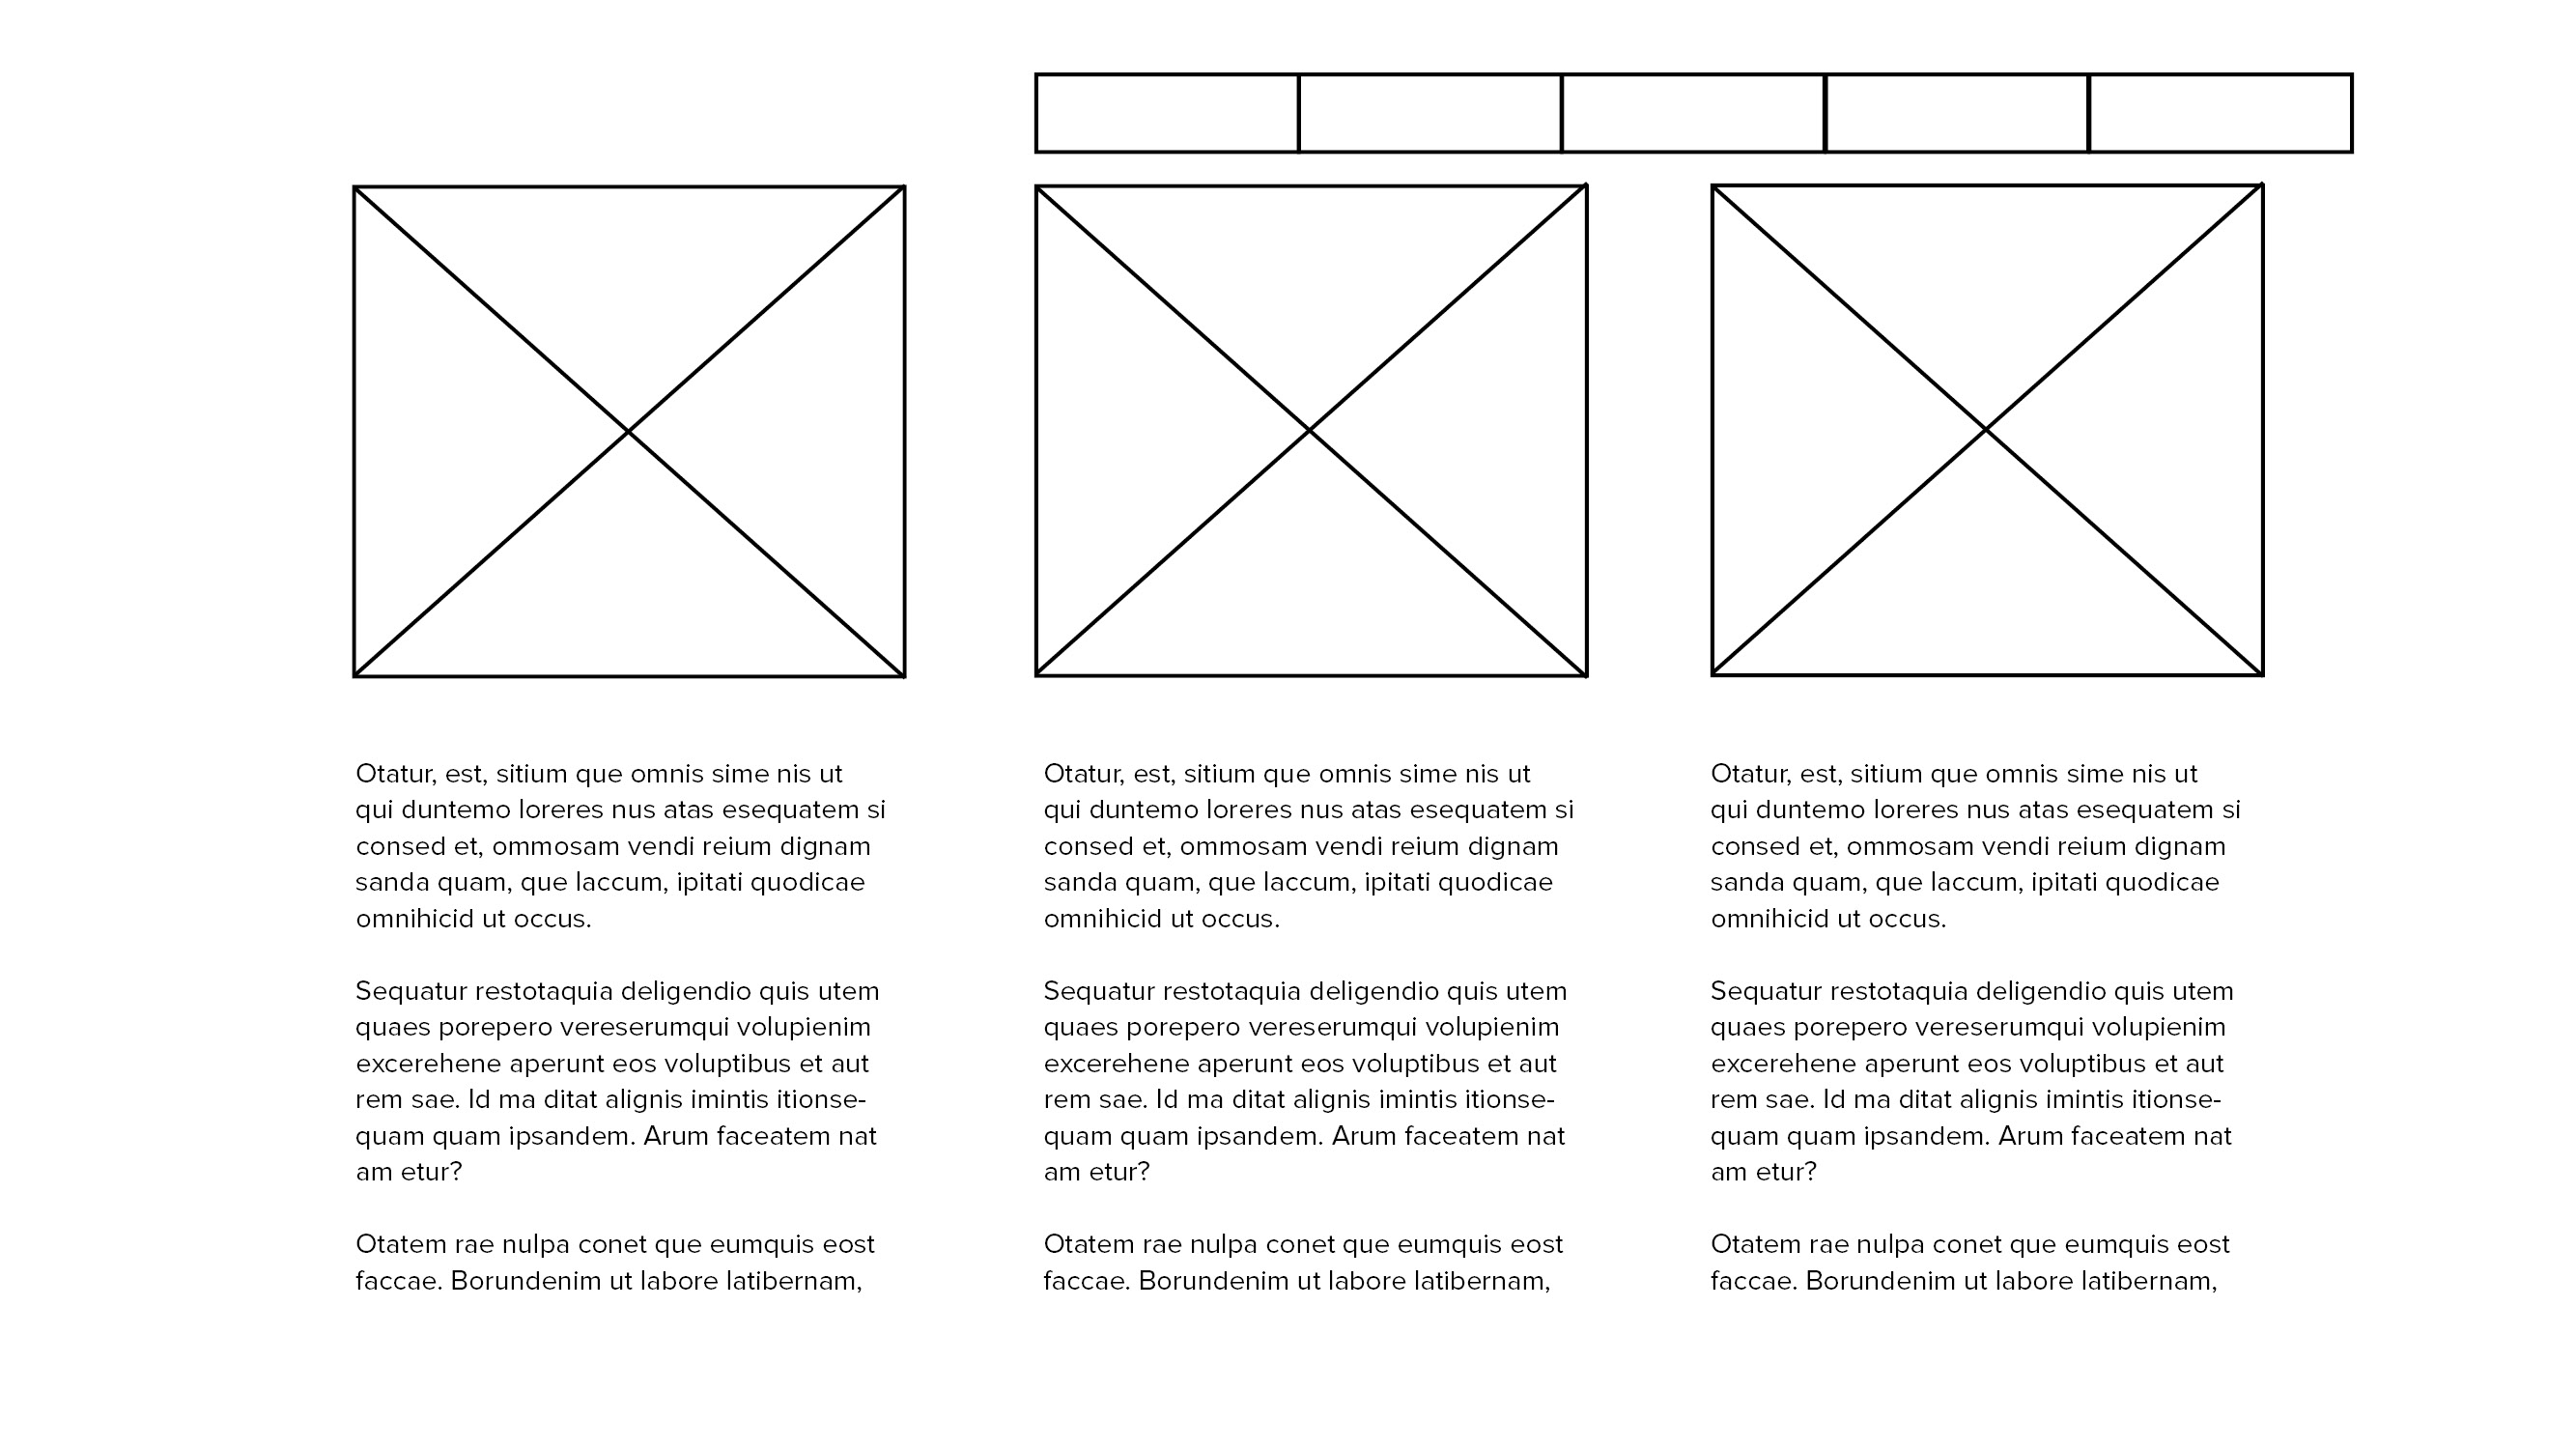 Otatur, est, sitium que omnis sime nis ut
qui duntemo loreres nus atas esequatem si
consed et, ommosam vendi reium dignam
sanda quam, que laccum, ipitati quodicae
omnihicid ut occus.
Sequatur restotaquia deligendio quis utem
quaes porepero vereserumqui volupienim
excerehene aperunt eos voluptibus et aut
rem sae. Id ma ditat alignis imintis itionse-
quam quam ipsandem. Arum faceatem nat
am etur?
Otatem rae nulpa conet que eumquis eost
faccae. Borundenim ut labore latibernam,
Otatur, est, sitium que omnis sime nis ut
qui duntemo loreres nus atas esequatem si
consed et, ommosam vendi reium dignam
sanda quam, que laccum, ipitati quodicae
omnihicid ut occus.
Sequatur restotaquia deligendio quis utem
quaes porepero vereserumqui volupienim
excerehene aperunt eos voluptibus et aut
rem sae. Id ma ditat alignis imintis itionse-
quam quam ipsandem. Arum faceatem nat
am etur?
Otatem rae nulpa conet que eumquis eost
faccae. Borundenim ut labore latibernam,
Otatur, est, sitium que omnis sime nis ut
qui duntemo loreres nus atas esequatem si
consed et, ommosam vendi reium dignam
sanda quam, que laccum, ipitati quodicae
omnihicid ut occus.
Sequatur restotaquia deligendio quis utem
quaes porepero vereserumqui volupienim
excerehene aperunt eos voluptibus et aut
rem sae. Id ma ditat alignis imintis itionse-
quam quam ipsandem. Arum faceatem nat
am etur?
Otatem rae nulpa conet que eumquis eost
faccae. Borundenim ut labore latibernam,